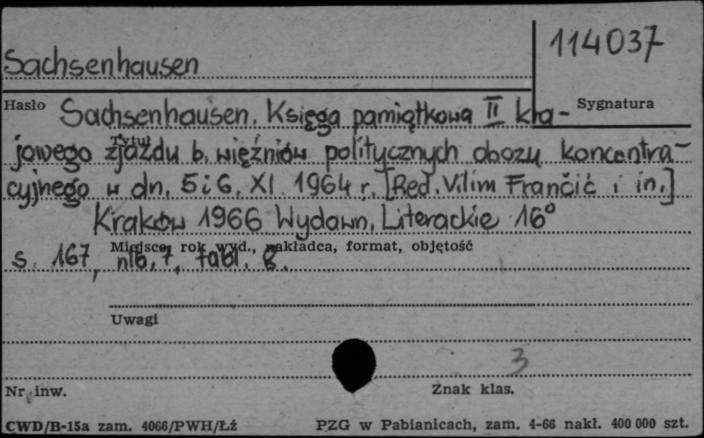 Sachsenhausen
114037
Hasło
Sygnatura
Sachsenhausen. Księga pamiątkowa II kra-
Tytuł
jowego zjazdu b. więźniów politycznych obozu koncentra-
cyjnego w dn. 5 i 6. XI 1964 r. [Red. Vilim Frančić i in.]
Kraków 1966 Wydawn. Literackie 16°
Miejsce, rok wyd., nakładca, format, objętość
s. 167, nlb. 7, tabl. 8.
Uwagi
3
Nr inw.
Znak klas.
CWD/B-15a zam. 4066/PWH/Łź
PZG w Pabianicach, zam. 4-66 nakł. 400 000 szt.